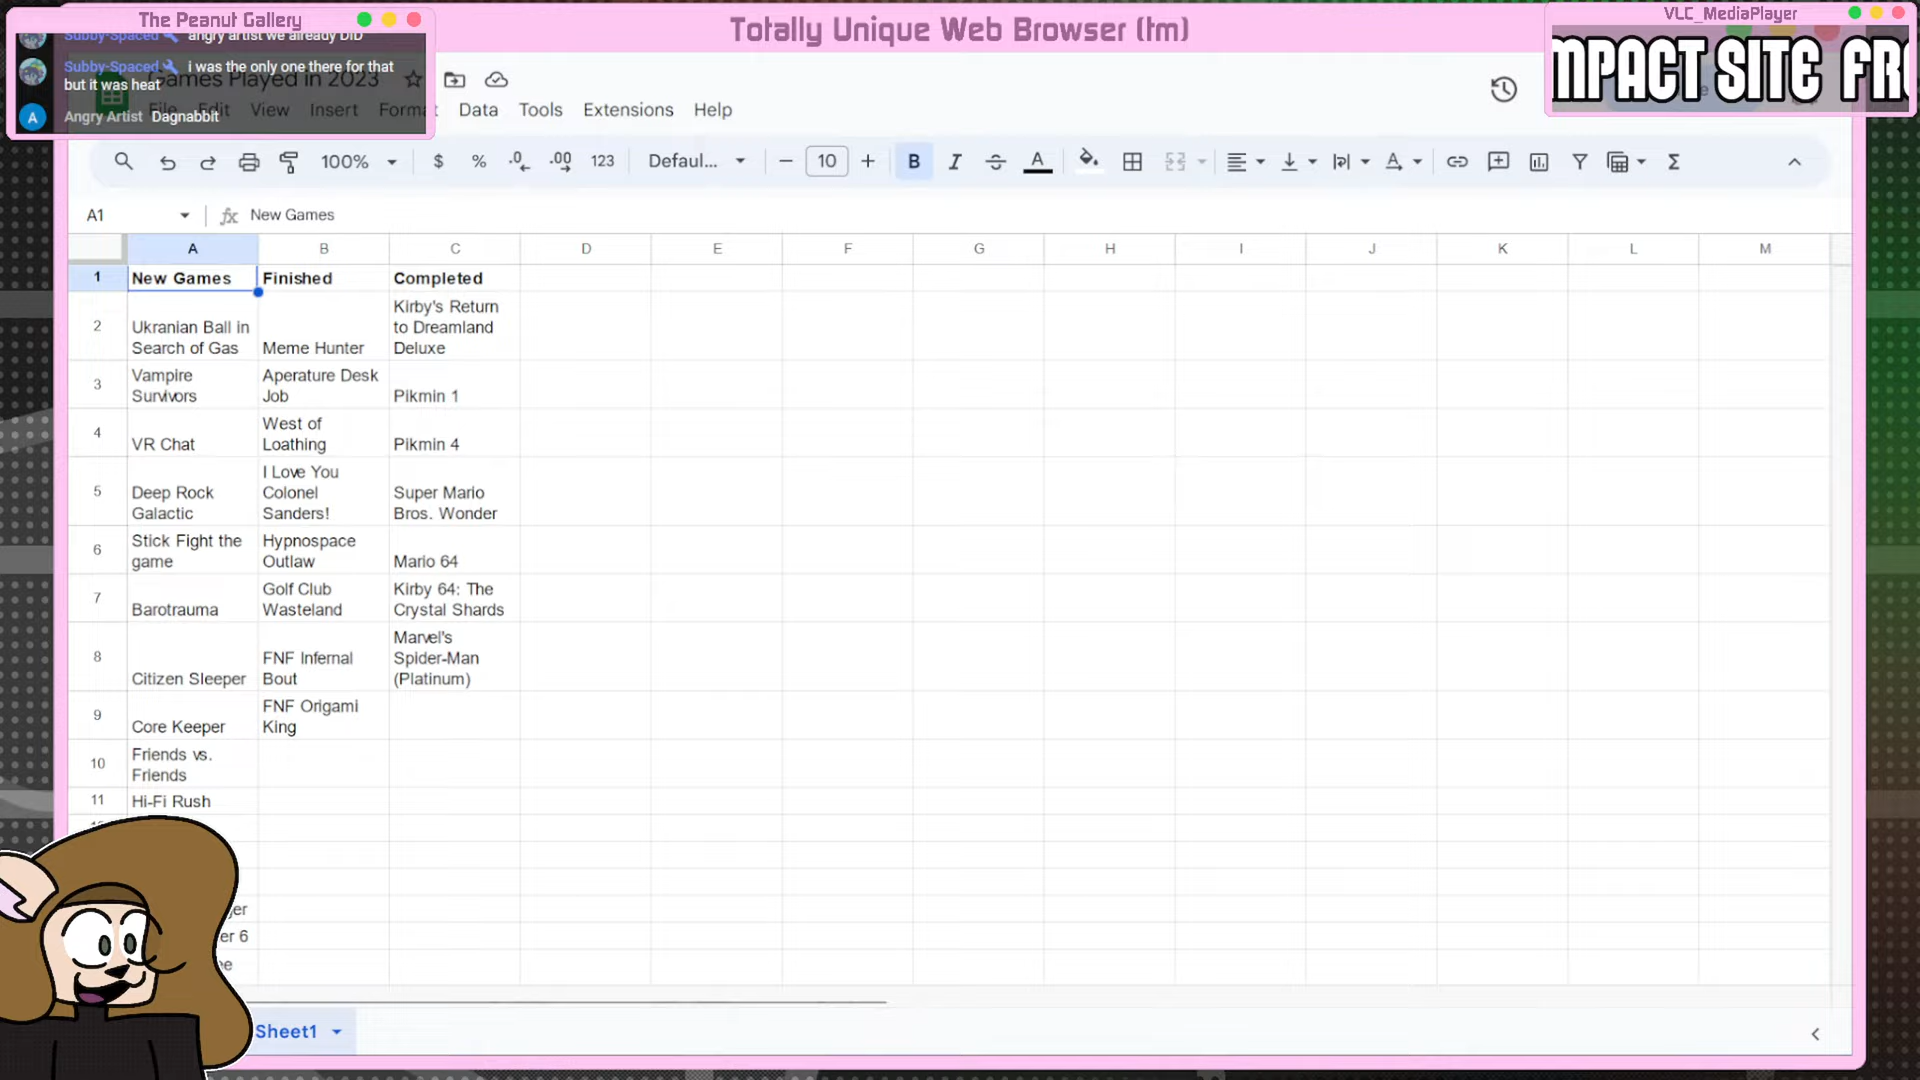 The Peanut Gallery
Totally Unique Web Browser (tm)
VLC_MediaPlayer
Subby-Spaced angry artist we already DID
Subby-Spaced i was the only one there for that
but it was heat
Angry Artist Dagnabbit
MPACT SITE FR
Games Played in 2023
File Edit View Insert Format Data Tools Extensions Help
100% $ % .0 .00 123 Defaul... 10 B I A
A1 fx New Games
A B C D E F G H I J K L M
1 New Games Finished Completed
2
Ukranian Ball in
Search of Gas
Meme Hunter
Kirby's Return
to Dreamland
Deluxe
3
Vampire
Survivors
Aperature Desk
Job
Pikmin 1
4
VR Chat
West of
Loathing
Pikmin 4
5
Deep Rock
Galactic
I Love You
Colonel
Sanders!
Super Mario
Bros. Wonder
6
Stick Fight the
game
Hypnospace
Outlaw
Mario 64
7
Barotrauma
Golf Club
Wasteland
Kirby 64: The
Crystal Shards
8
Citizen Sleeper
FNF Infernal
Bout
Marvel's
Spider-Man
(Platinum)
9
Core Keeper
FNF Origami
King
10
Friends vs.
Friends
11 Hi-Fi Rush
er 6
Sheet1